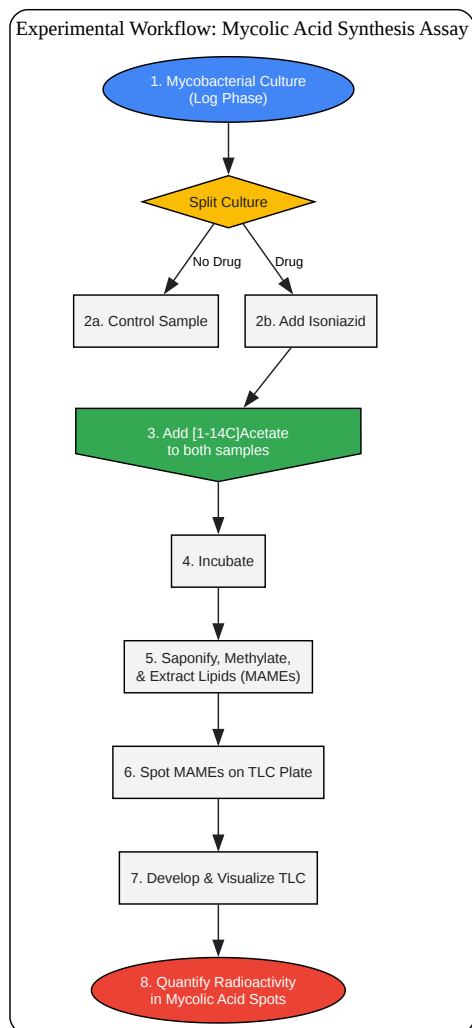 Experimental Workflow: Mycolic Acid Synthesis Assay
1. Mycobacterial Culture
(Log Phase)
Split Culture
No Drug
Drug
2a. Control Sample
2b. Add Isoniazid
3. Add [1-14C]Acetate
to both samples
4. Incubate
5. Saponify, Methylate,
& Extract Lipids (MAMEs)
6. Spot MAMEs on TLC Plate
7. Develop & Visualize TLC
8. Quantify Radioactivity
in Mycolic Acid Spots